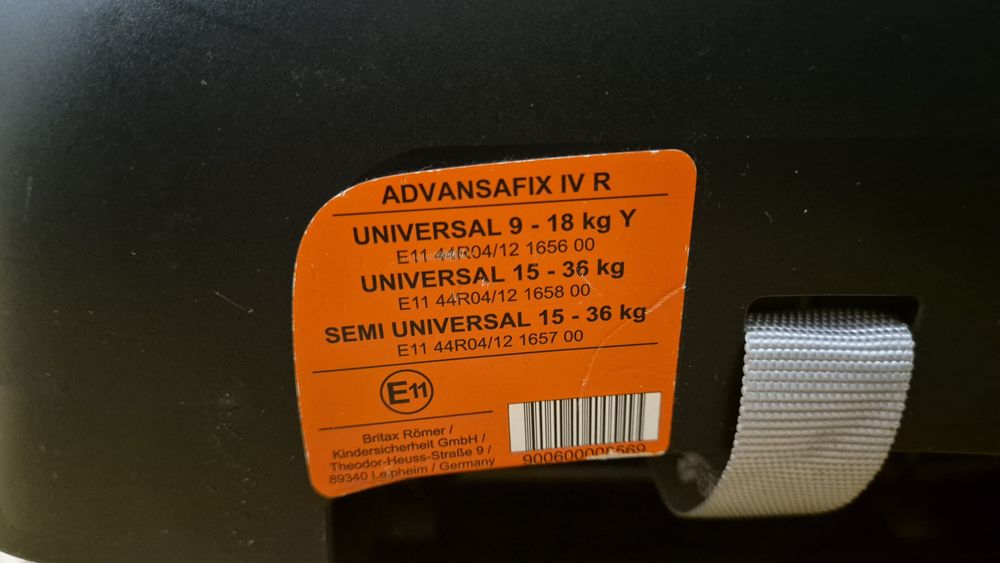 ADVANSAFIX IV R
UNIVERSAL 9 - 18 kg Y
E11 44R04/12 1656 00
UNIVERSAL 15 - 36 kg
E11 44R04/12 1658 00
SEMI UNIVERSAL 15 - 36 kg
E11 44R04/12 1657 00
E11
Britax Römer /
Kindersicherheit GmbH /
Theodor-Heuss-Straße 9 /
89340 Leipheim / Germany